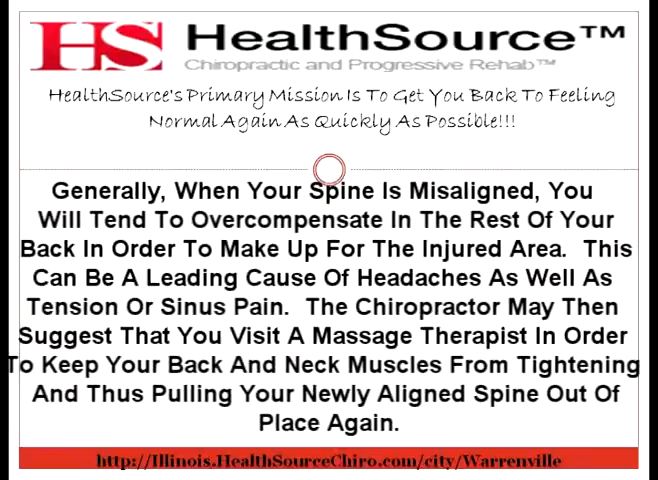 HS HealthSource™
Chiropractic and Progressive Rehab™
HealthSource's Primary Mission Is To Get You Back To Feeling
Normal Again As Quickly As Possible!!!
Generally, When Your Spine Is Misaligned, You
Will Tend To Overcompensate In The Rest Of Your
Back In Order To Make Up For The Injured Area.  This
Can Be A Leading Cause Of Headaches As Well As
Tension Or Sinus Pain.  The Chiropractor May Then
Suggest That You Visit A Massage Therapist In Order
To Keep Your Back And Neck Muscles From Tightening
And Thus Pulling Your Newly Aligned Spine Out Of
Place Again.
http://Illinois.HealthSourceChiro.com/city/Warrenville